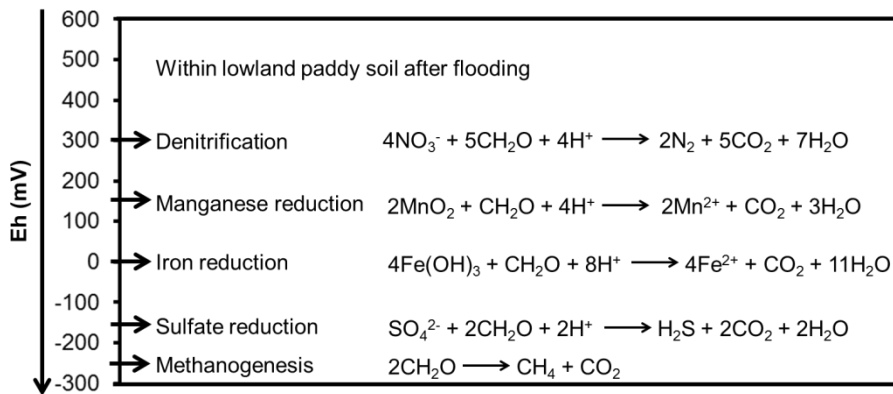 600
500
Within lowland paddy soil after flooding
400
300
Denitrification 4NO₃⁻ + 5CH₂O + 4H⁺ ⟶ 2N₂ + 5CO₂ + 7H₂O
200
100
Manganese reduction 2MnO₂ + CH₂O + 4H⁺ ⟶ 2Mn²⁺ + CO₂ + 3H₂O
Eh (mV)
0
Iron reduction 4Fe(OH)₃ + CH₂O + 8H⁺ ⟶ 4Fe²⁺ + CO₂ + 11H₂O
-100
Sulfate reduction SO₄²⁻ + 2CH₂O + 2H⁺ ⟶ H₂S + 2CO₂ + 2H₂O
-200
Methanogenesis 2CH₂O ⟶ CH₄ + CO₂
-300